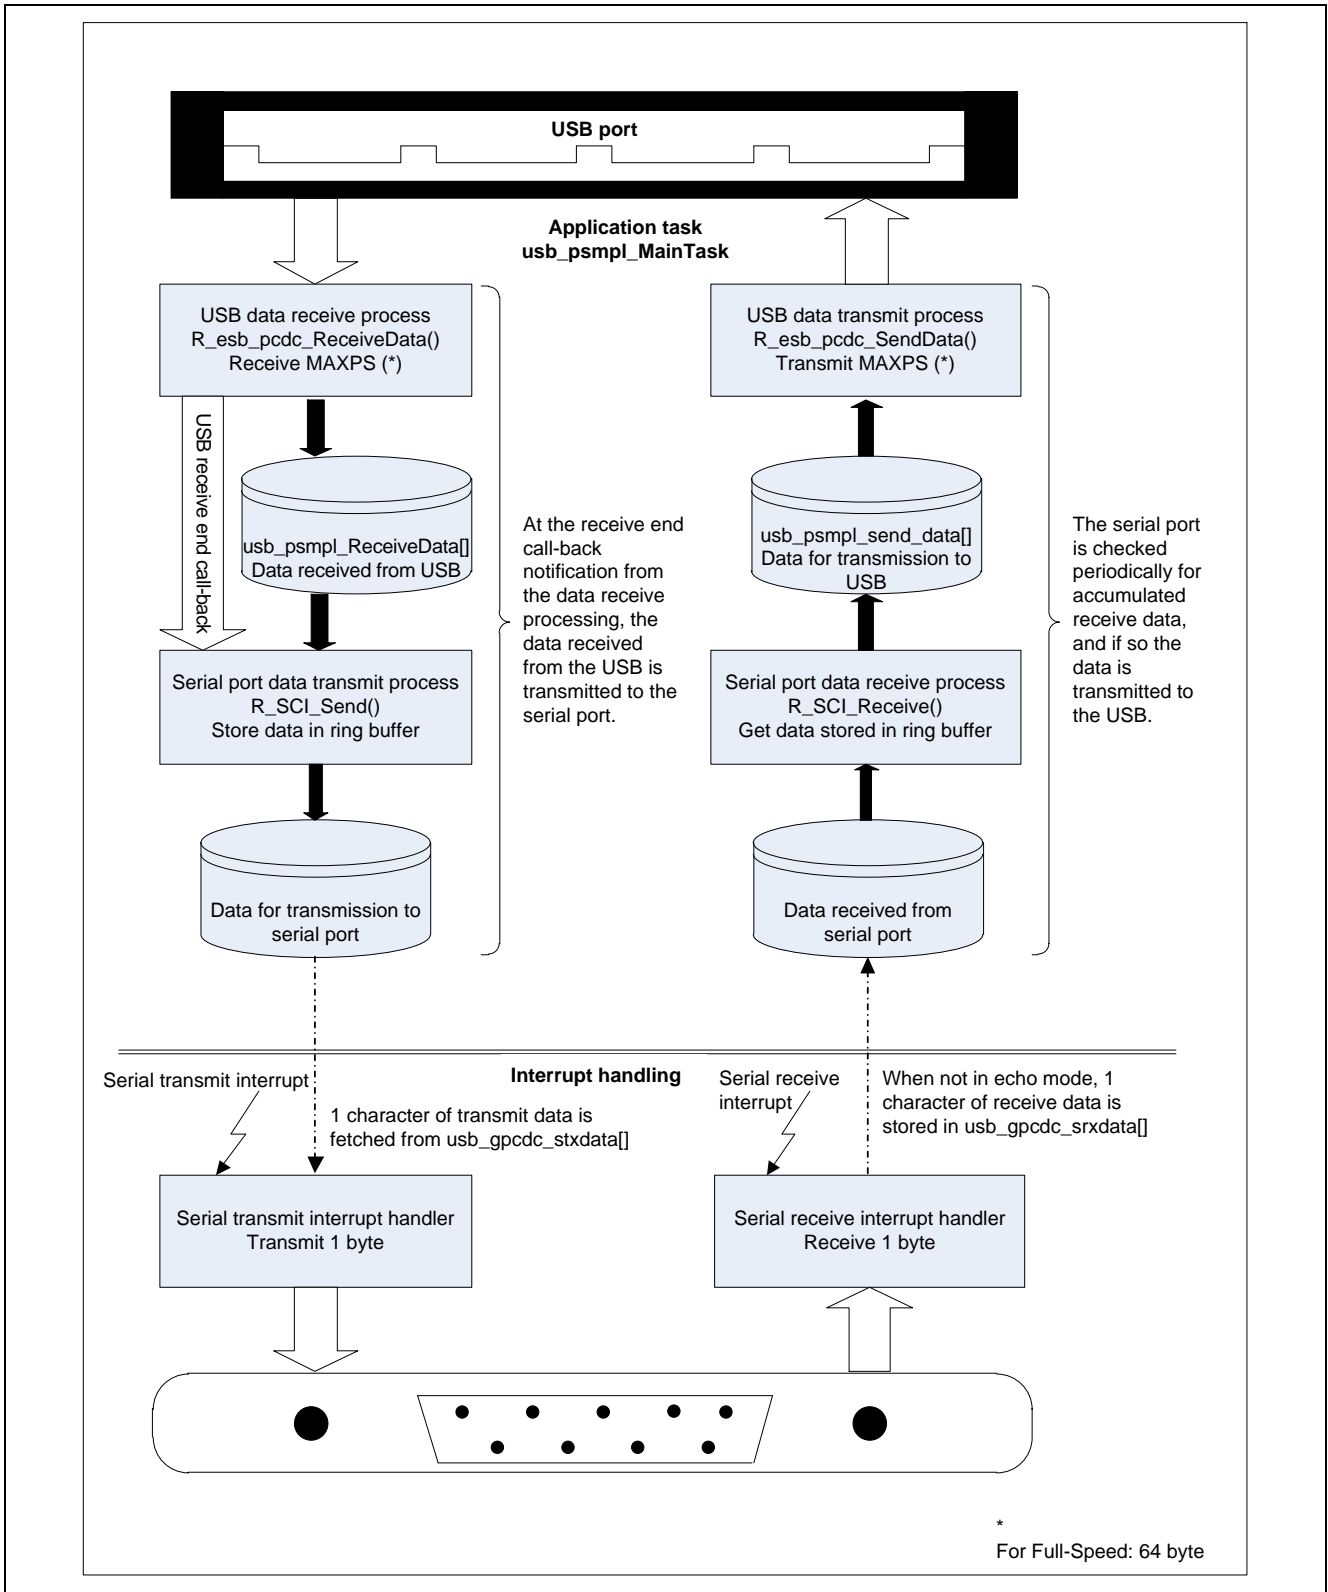 USB port
Application task
usb_psmpl_MainTask
USB data receive process
R_esb_pcdc_ReceiveData()
Receive MAXPS (*)
USB receive end call-back
usb_psmpl_ReceiveData[]
Data received from USB
Serial port data transmit process
R_SCI_Send()
Store data in ring buffer
Data for transmission to
serial port
At the receive end
call-back
notification from
the data receive
processing, the
data received
from the USB is
transmitted to the
serial port.
USB data transmit process
R_esb_pcdc_SendData()
Transmit MAXPS (*)
usb_psmpl_send_data[]
Data for transmission to
USB
Serial port data receive process
R_SCI_Receive()
Get data stored in ring buffer
Data received from
serial port
The serial port
is checked
periodically for
accumulated
receive data,
and if so the
data is
transmitted to
the USB.
Interrupt handling
Serial transmit interrupt
1 character of transmit data is
fetched from usb_gpcdc_stxdata[]
Serial transmit interrupt handler
Transmit 1 byte
Serial receive
interrupt
When not in echo mode, 1
character of receive data is
stored in usb_gpcdc_srxdata[]
Serial receive interrupt handler
Receive 1 byte
*
For Full-Speed: 64 byte